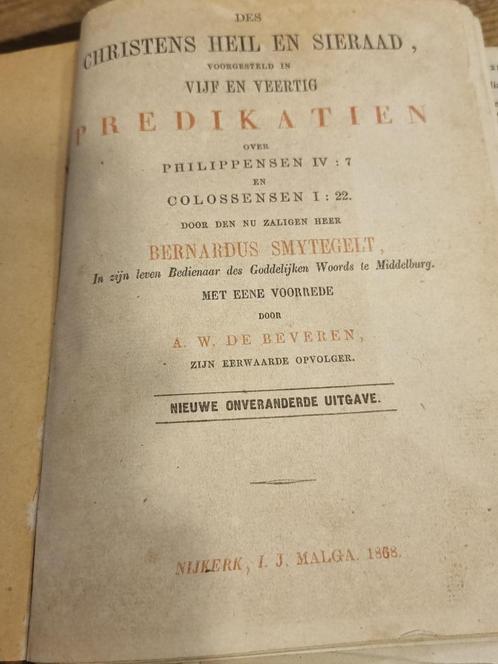 DES
CHRISTENS HEIL EN SIERAAD,
VOORGESTELD IN
VIJF EN VEERTIG
PREDIKATIEN
OVER
PHILIPPENSEN IV : 7
EN
COLOSSENSEN I : 22.
DOOR DEN NU ZALIGEN HEER
BERNARDUS SMYTEGELT,
In zijn leven Bedienaar des Goddelijken Woords te Middelburg.
MET EENE VOORREDE
DOOR
A. W. DE BEVEREN,
ZIJN EERWAARDE OPVOLGER.
NIEUWE ONVERANDERDE UITGAVE.
NIJKERK, I. J. MALGA. 1868.